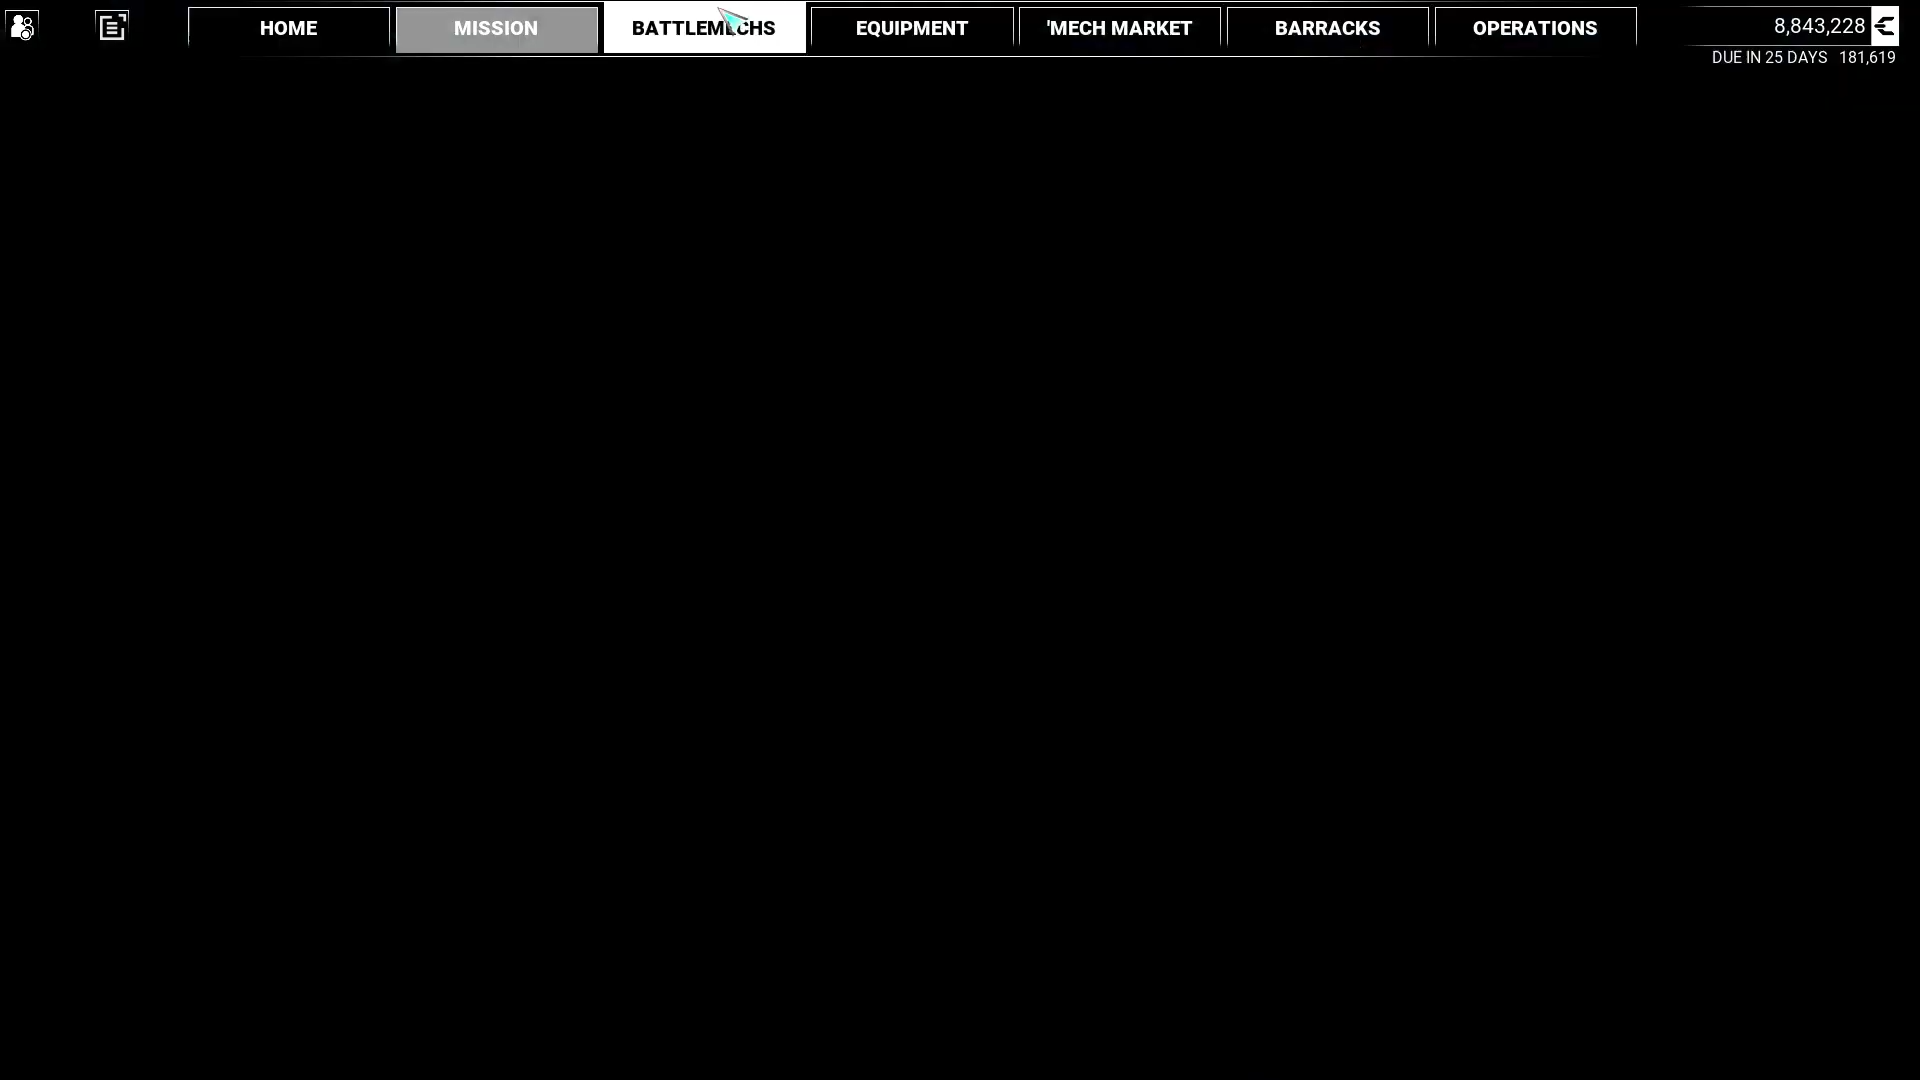 HOME
MISSION
BATTLEMECHS
EQUIPMENT
'MECH MARKET
BARRACKS
OPERATIONS
8,843,228
DUE IN 25 DAYS 181,619